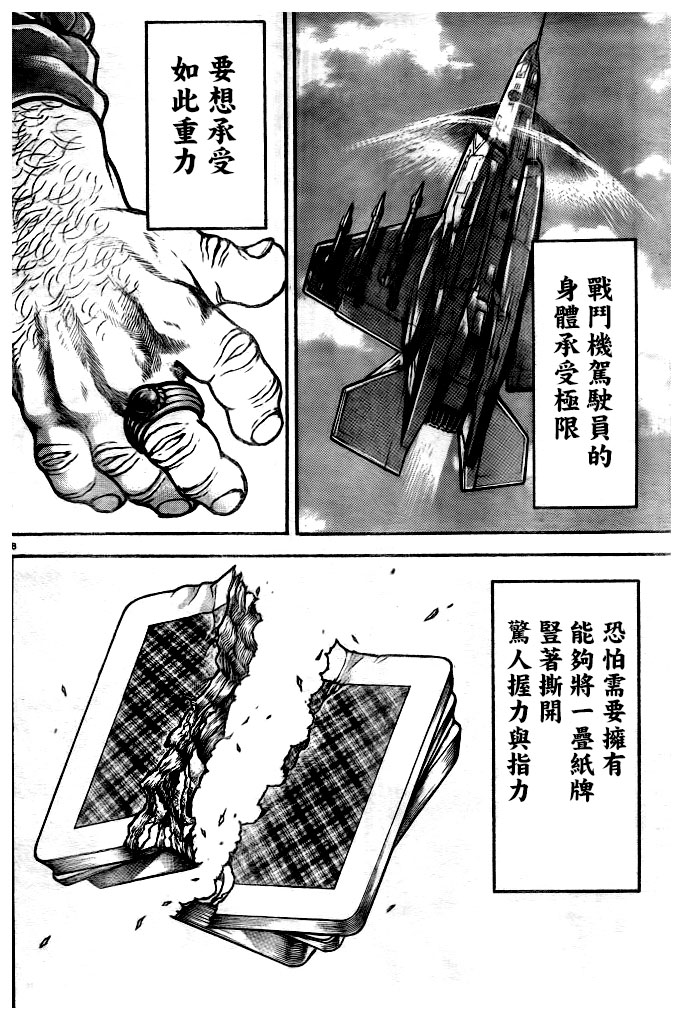 戰鬥機駕駛員的
身體承受極限
要想承受
如此重力
8
恐怕需要擁有
能夠將一疊紙牌
豎著撕開
驚人握力與指力